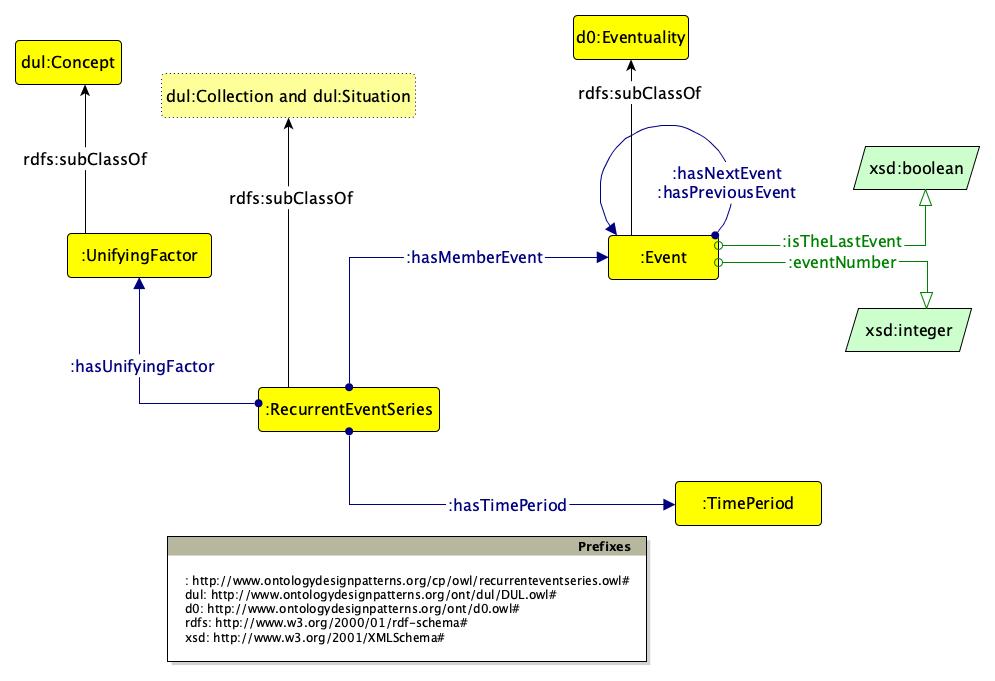 d0:Eventuality
dul:Concept
dul:Collection and dul:Situation
rdfs:subClassOf
rdfs:subClassOf
rdfs:subClassOf
:hasNextEvent
:hasPreviousEvent
xsd:boolean
:UnifyingFactor
:hasMemberEvent
:Event
:isTheLastEvent
:eventNumber
xsd:integer
:hasUnifyingFactor
:RecurrentEventSeries
:hasTimePeriod
:TimePeriod
Prefixes
: http://www.ontologydesignpatterns.org/cp/owl/recurrenteventseries.owl#
dul: http://www.ontologydesignpatterns.org/ont/dul/DUL.owl#
d0: http://www.ontologydesignpatterns.org/ont/d0.owl#
rdfs: http://www.w3.org/2000/01/rdf-schema#
xsd: http://www.w3.org/2001/XMLSchema#